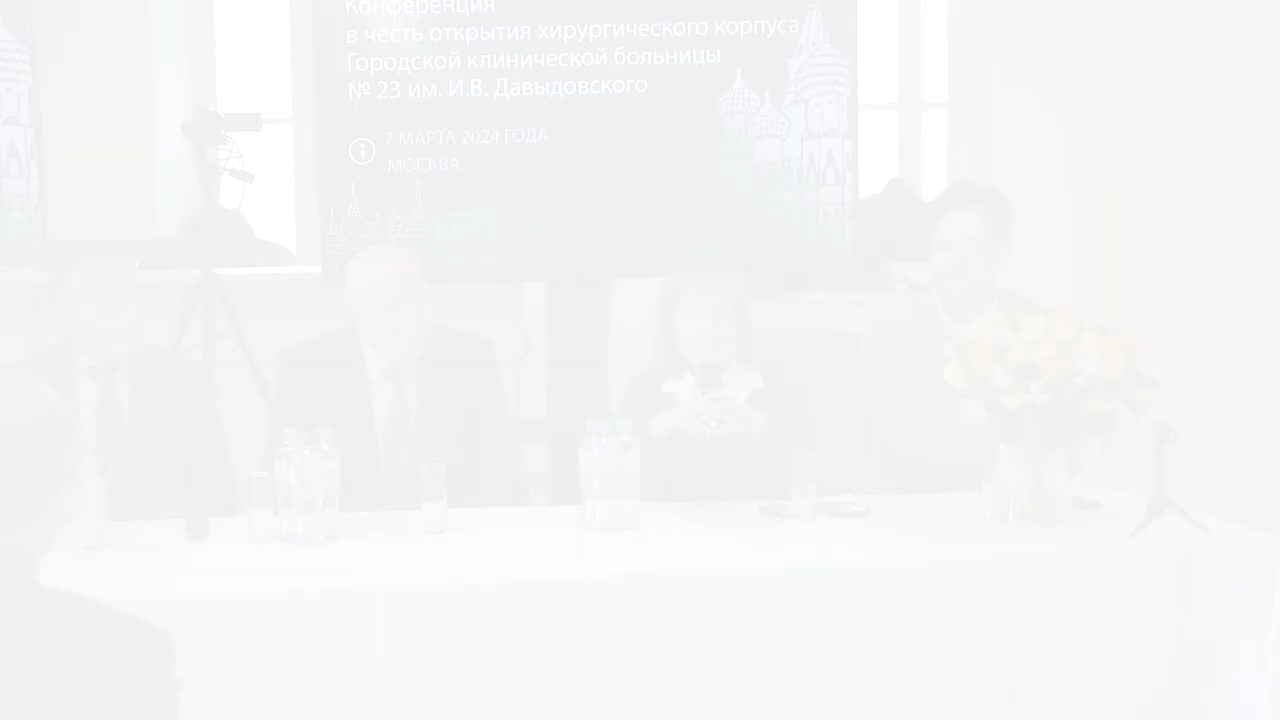 Конференция
в честь открытия хирургического корпуса
Городской клинической больницы
№ 23 им. И.В. Давыдовского
7 МАРТА 2024 ГОДА
МОСКВА